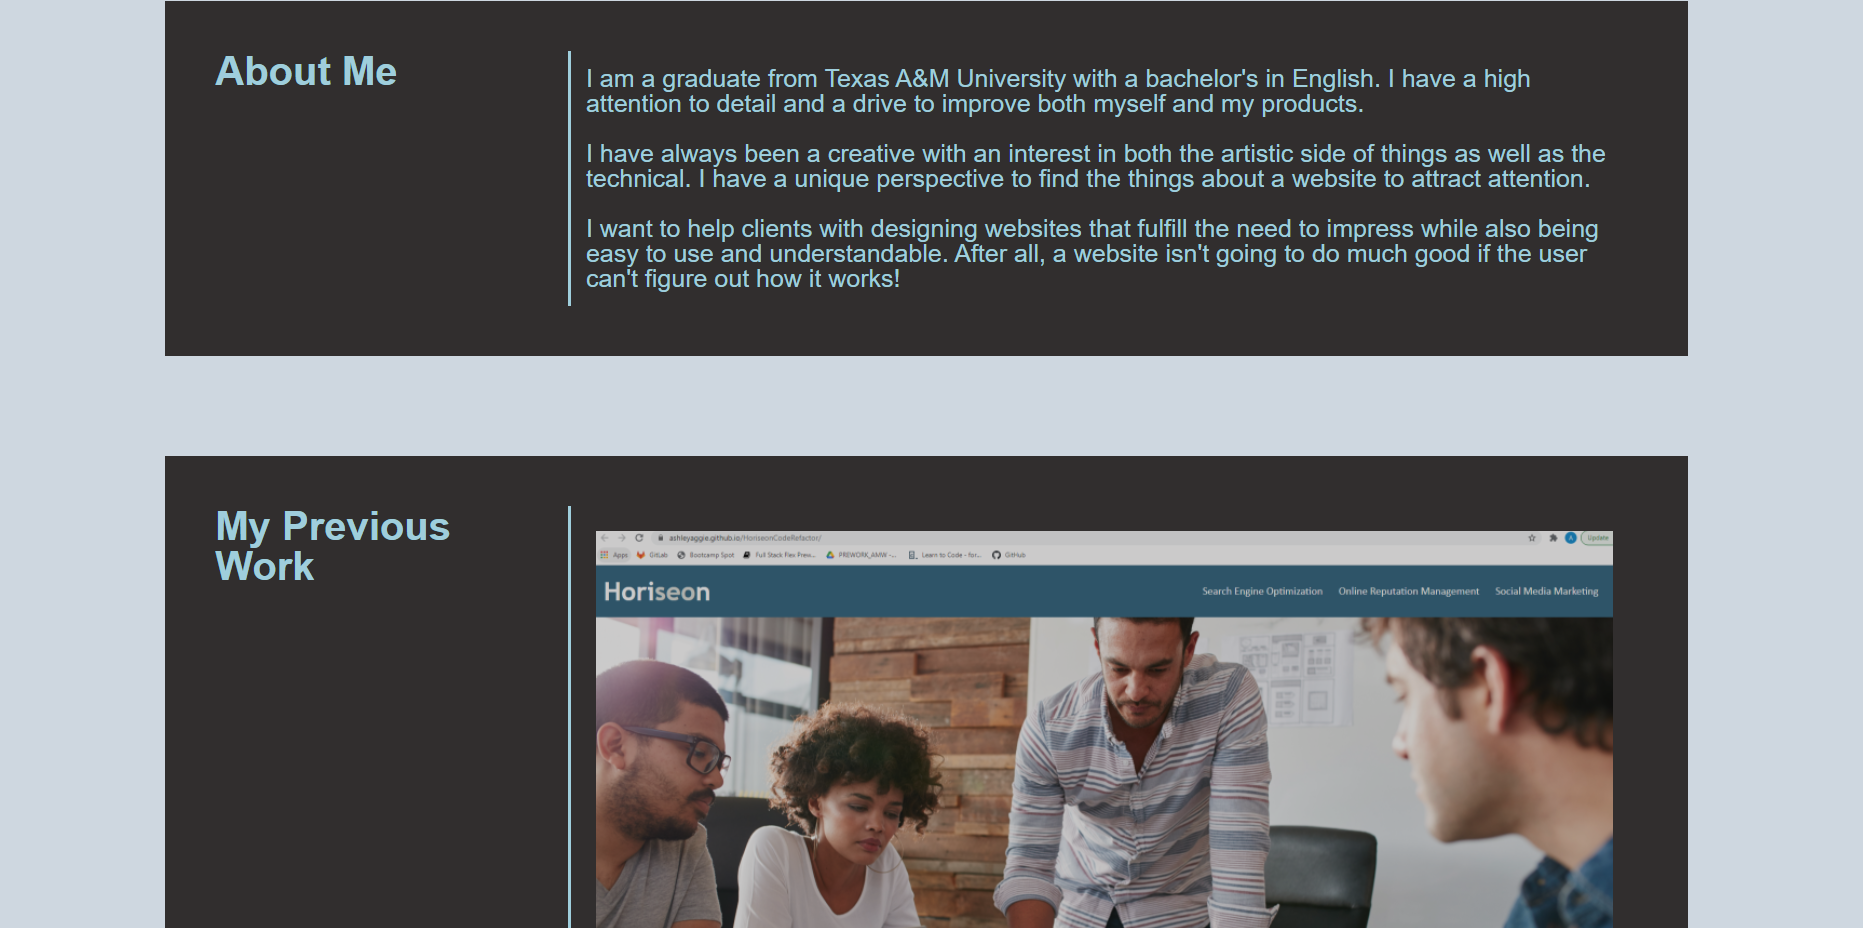 About Me
I am a graduate from Texas A&M University with a bachelor's in English. I have a high
attention to detail and a drive to improve both myself and my products.
I have always been a creative with an interest in both the artistic side of things as well as the
technical. I have a unique perspective to find the things about a website to attract attention.
I want to help clients with designing websites that fulfill the need to impress while also being
easy to use and understandable. After all, a website isn't going to do much good if the user
can't figure out how it works!
My Previous
Work
ashleyaggie.github.io/HoriseonCodeRefactor/
A Update
Apps GitLab Bootcamp Spot Full Stack Flex Prew... PREWORK_AMW -... Learn to Code - for... GitHub
Horiseon
Search Engine Optimization Online Reputation Management Social Media Marketing